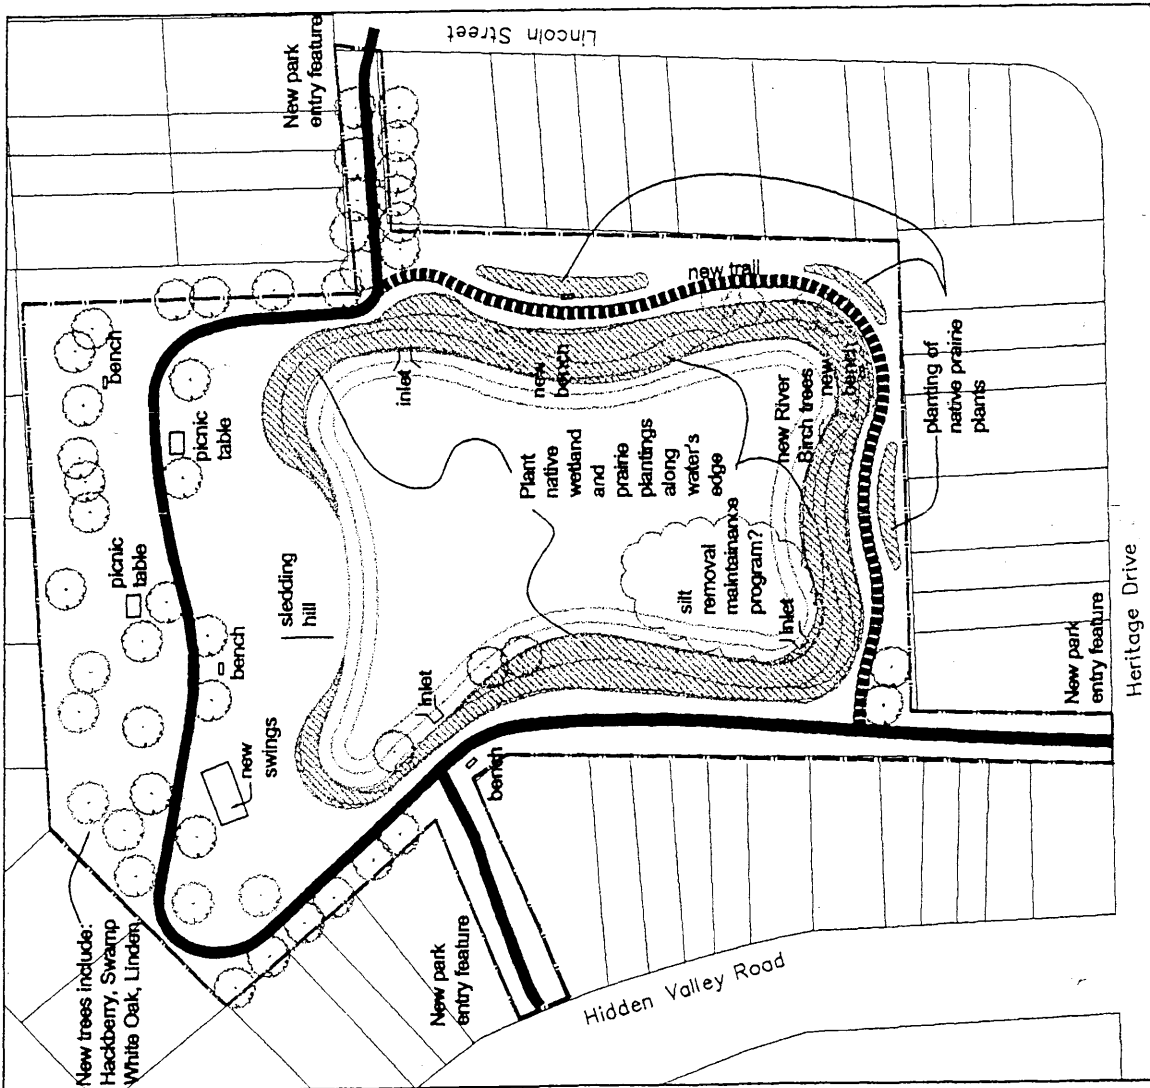 Lincoln Street
New park
entry feature
bench
picnic
table
picnic
table
bench
sledding
hill
new
swings
inlet
new
bench
new trail
Plant
native
wetland
and
prairie
plantings
along
water's
edge
new River
Birch trees
new
bench
silt
removal
maintainance
program?
Inlet
Inlet
planting of
native prairie
plants
bench
New trees include:
Hackberry, Swamp
White Oak, Linden
New park
entry feature
Hidden Valley Road
New park
entry feature
Heritage Drive